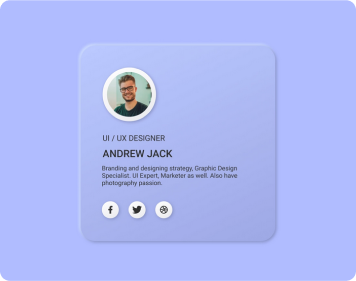 UI / UX DESIGNER
ANDREW JACK
Branding and designing strategy, Graphic Design
Specialist. UI Expert, Marketer as well. Also have
photography passion.